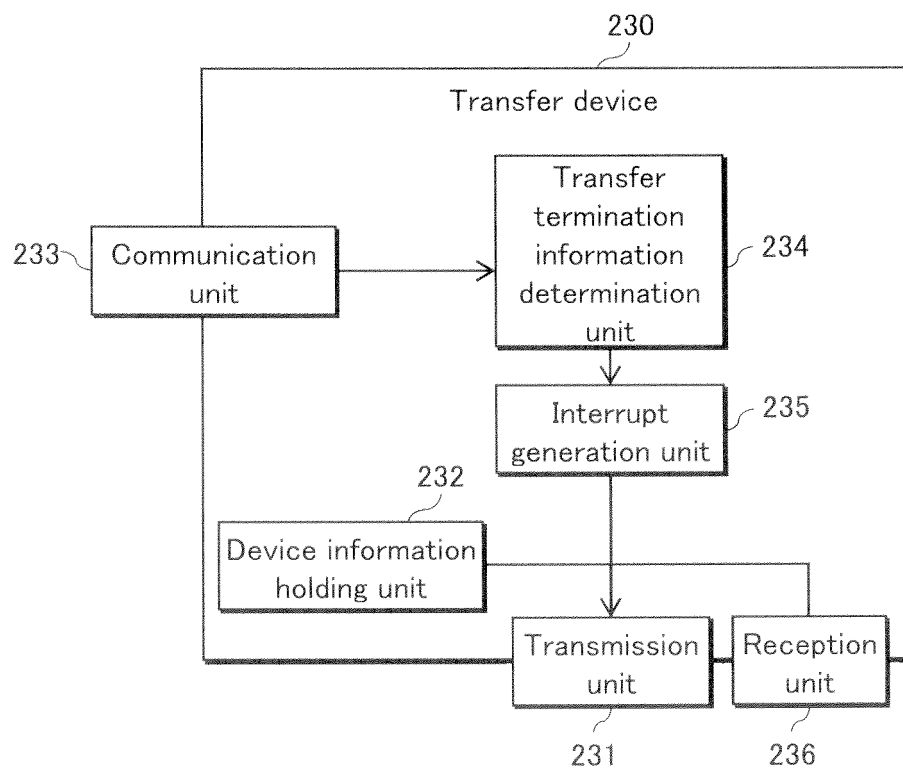 230
Transfer device
Transfer
termination
information
determination
unit
234
233
Communication
unit
Interrupt
generation unit
235
232
Device information
holding unit
Transmission
unit
Reception
unit
231
236